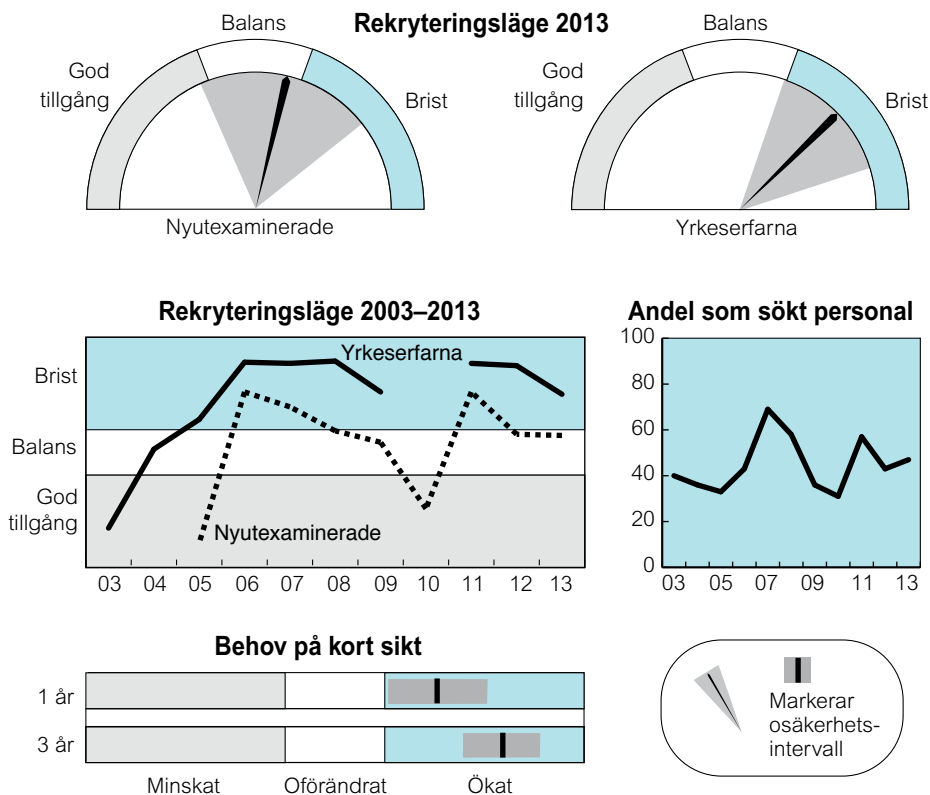 Rekryteringsläge 2013
Balans
God
tillgång
Brist
Nyutexaminerade
Balans
God
tillgång
Brist
Yrkeserfarna
Rekryteringsläge 2003–2013
Brist
Balans
God
tillgång
Yrkeserfarna
Nyutexaminerade
03 04 05 06 07 08 09 10 11 12 13
Andel som sökt personal
100
80
60
40
20
0
03 05 07 09 11 13
Behov på kort sikt
1 år
3 år
Minskat Oförändrat Ökat
Markerar
osäkerhets-
intervall